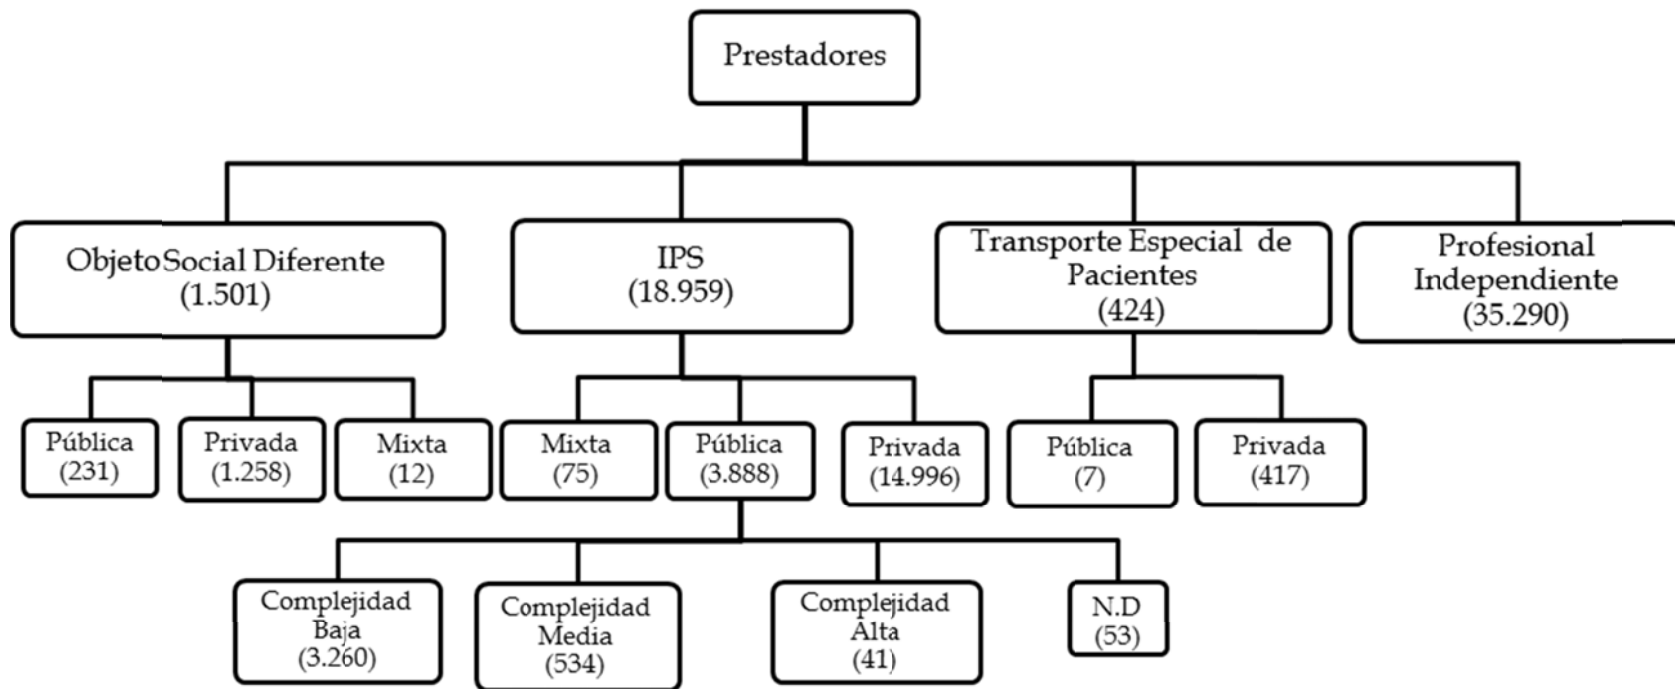 Prestadores
Objeto Social Diferente
(1.501)
IPS
(18.959)
Transporte Especial de
Pacientes
(424)
Profesional
Independiente
(35.290)
Pública
(231)
Privada
(1.258)
Mixta
(12)
Mixta
(75)
Pública
(3.888)
Privada
(14.996)
Pública
(7)
Privada
(417)
Complejidad
Baja
(3.260)
Complejidad
Media
(534)
Complejidad
Alta
(41)
N.D
(53)